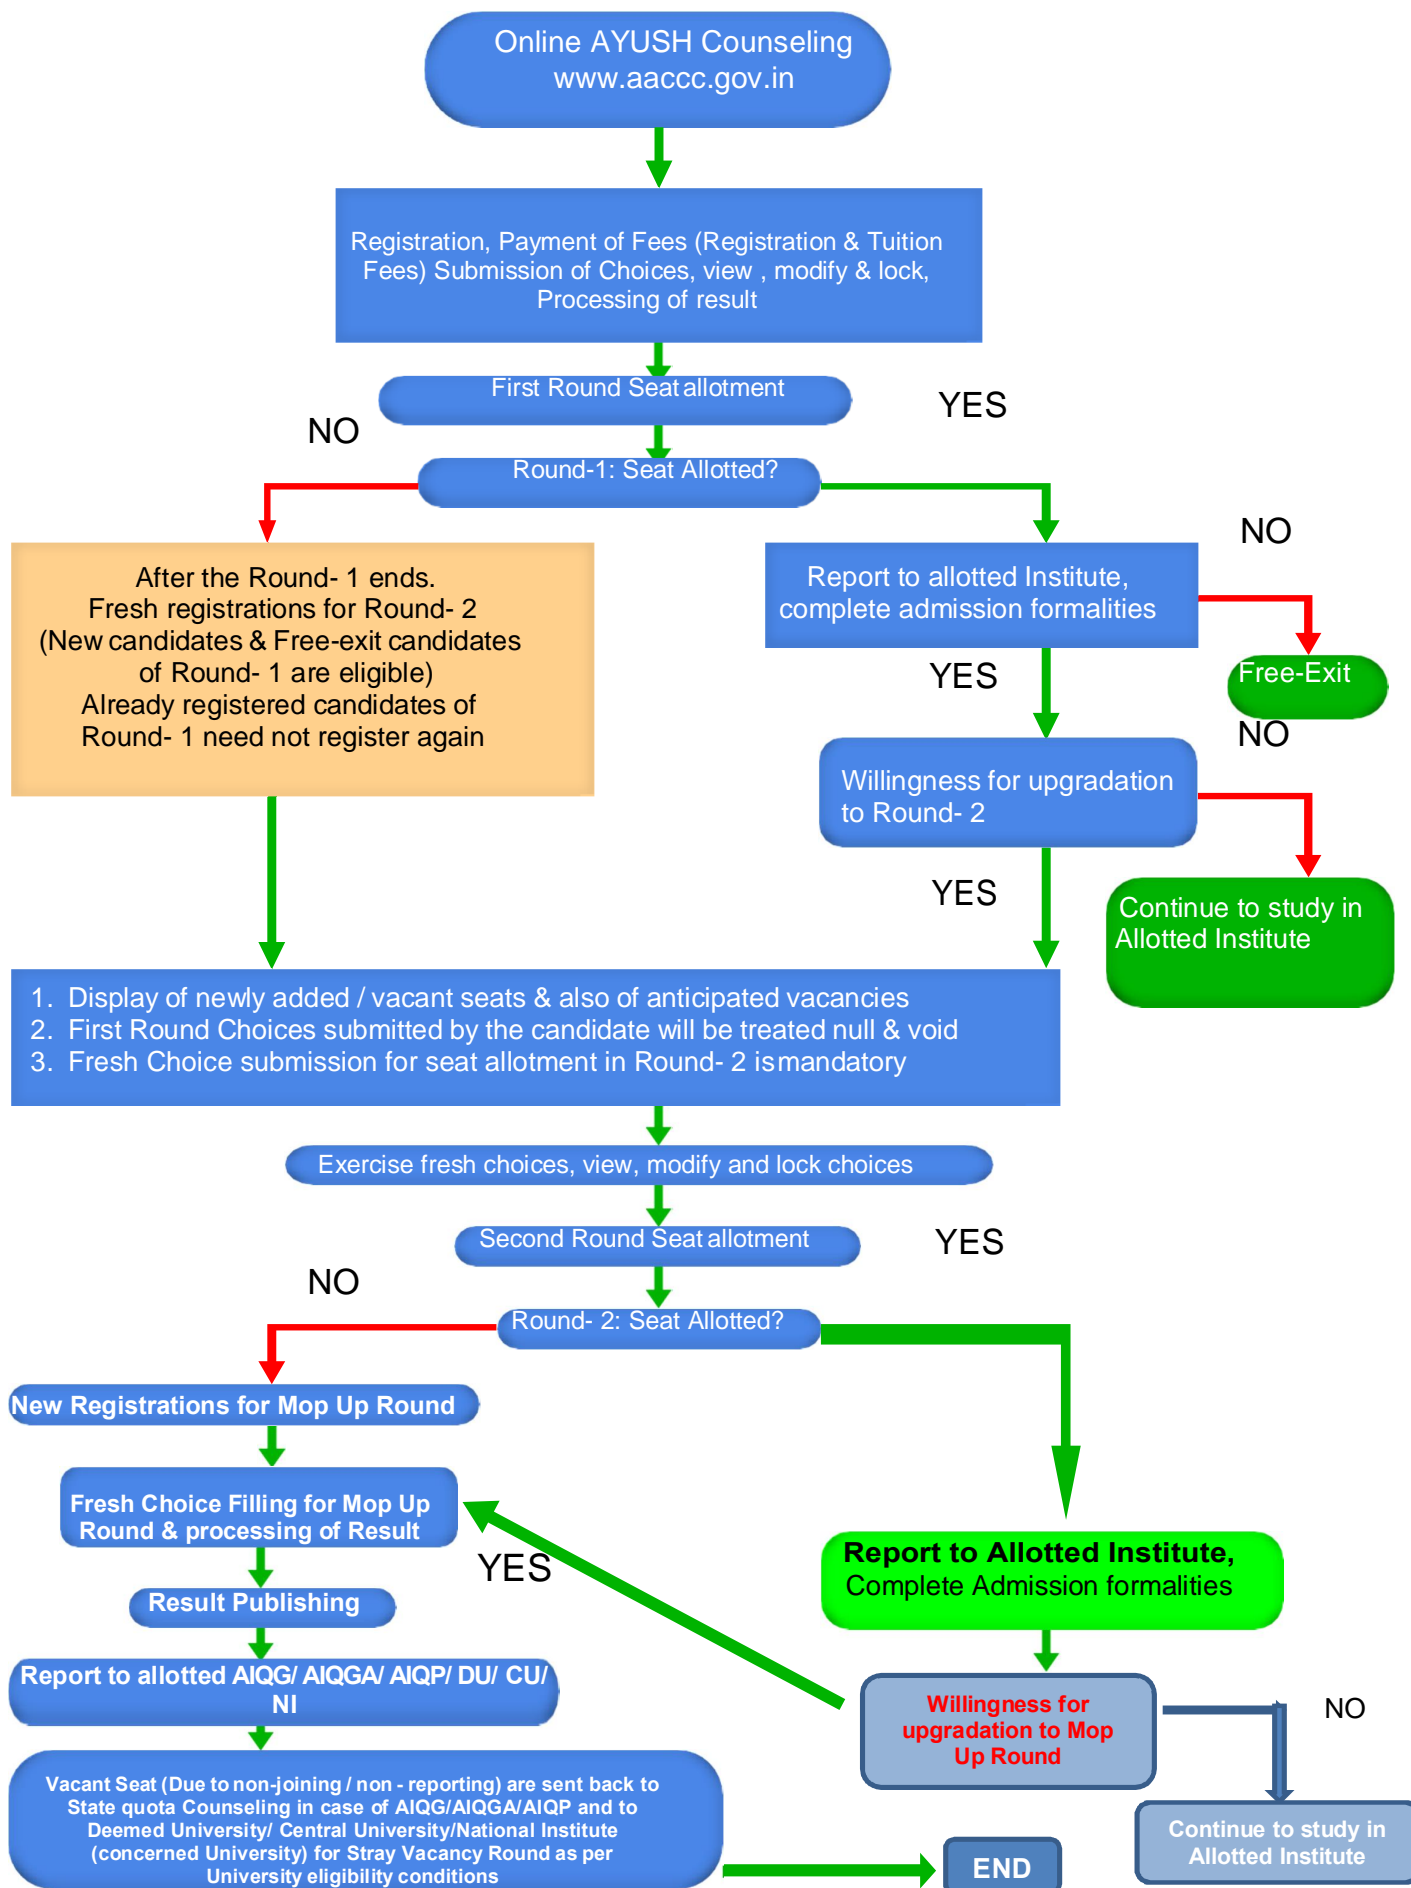 Online AYUSH Counseling
www.aaccc.gov.in
Registration, Payment of Fees (Registration & Tuition
Fees) Submission of Choices, view , modify & lock,
Processing of result
First Round Seat allotment
YES
NO
Round-1: Seat Allotted?
After the Round- 1 ends.
Fresh registrations for Round- 2
(New candidates & Free-exit candidates
of Round- 1 are eligible)
Already registered candidates of
Round- 1 need not register again
Report to allotted Institute,
complete admission formalities
NO
YES
Free-Exit
NO
Willingness for upgradation
to Round- 2
YES
Continue to study in
Allotted Institute
1. Display of newly added / vacant seats & also of anticipated vacancies
2. First Round Choices submitted by the candidate will be treated null & void
3. Fresh Choice submission for seat allotment in Round- 2 is mandatory
Exercise fresh choices, view, modify and lock choices
Second Round Seat allotment
YES
NO
Round- 2: Seat Allotted?
New Registrations for Mop Up Round
Fresh Choice Filling for Mop Up
Round & processing of Result
YES
Report to Allotted Institute,
Complete Admission formalities
Result Publishing
Report to allotted AIQG/ AIQGA/ AIQP/ DU/ CU/
NI
Willingness for
upgradation to Mop
Up Round
NO
Vacant Seat (Due to non-joining / non - reporting) are sent back to
State quota Counseling in case of AIQG/AIQGA/AIQP and to
Deemed University/ Central University/National Institute
(concerned University) for Stray Vacancy Round as per
University eligibility conditions
END
Continue to study in
Allotted Institute